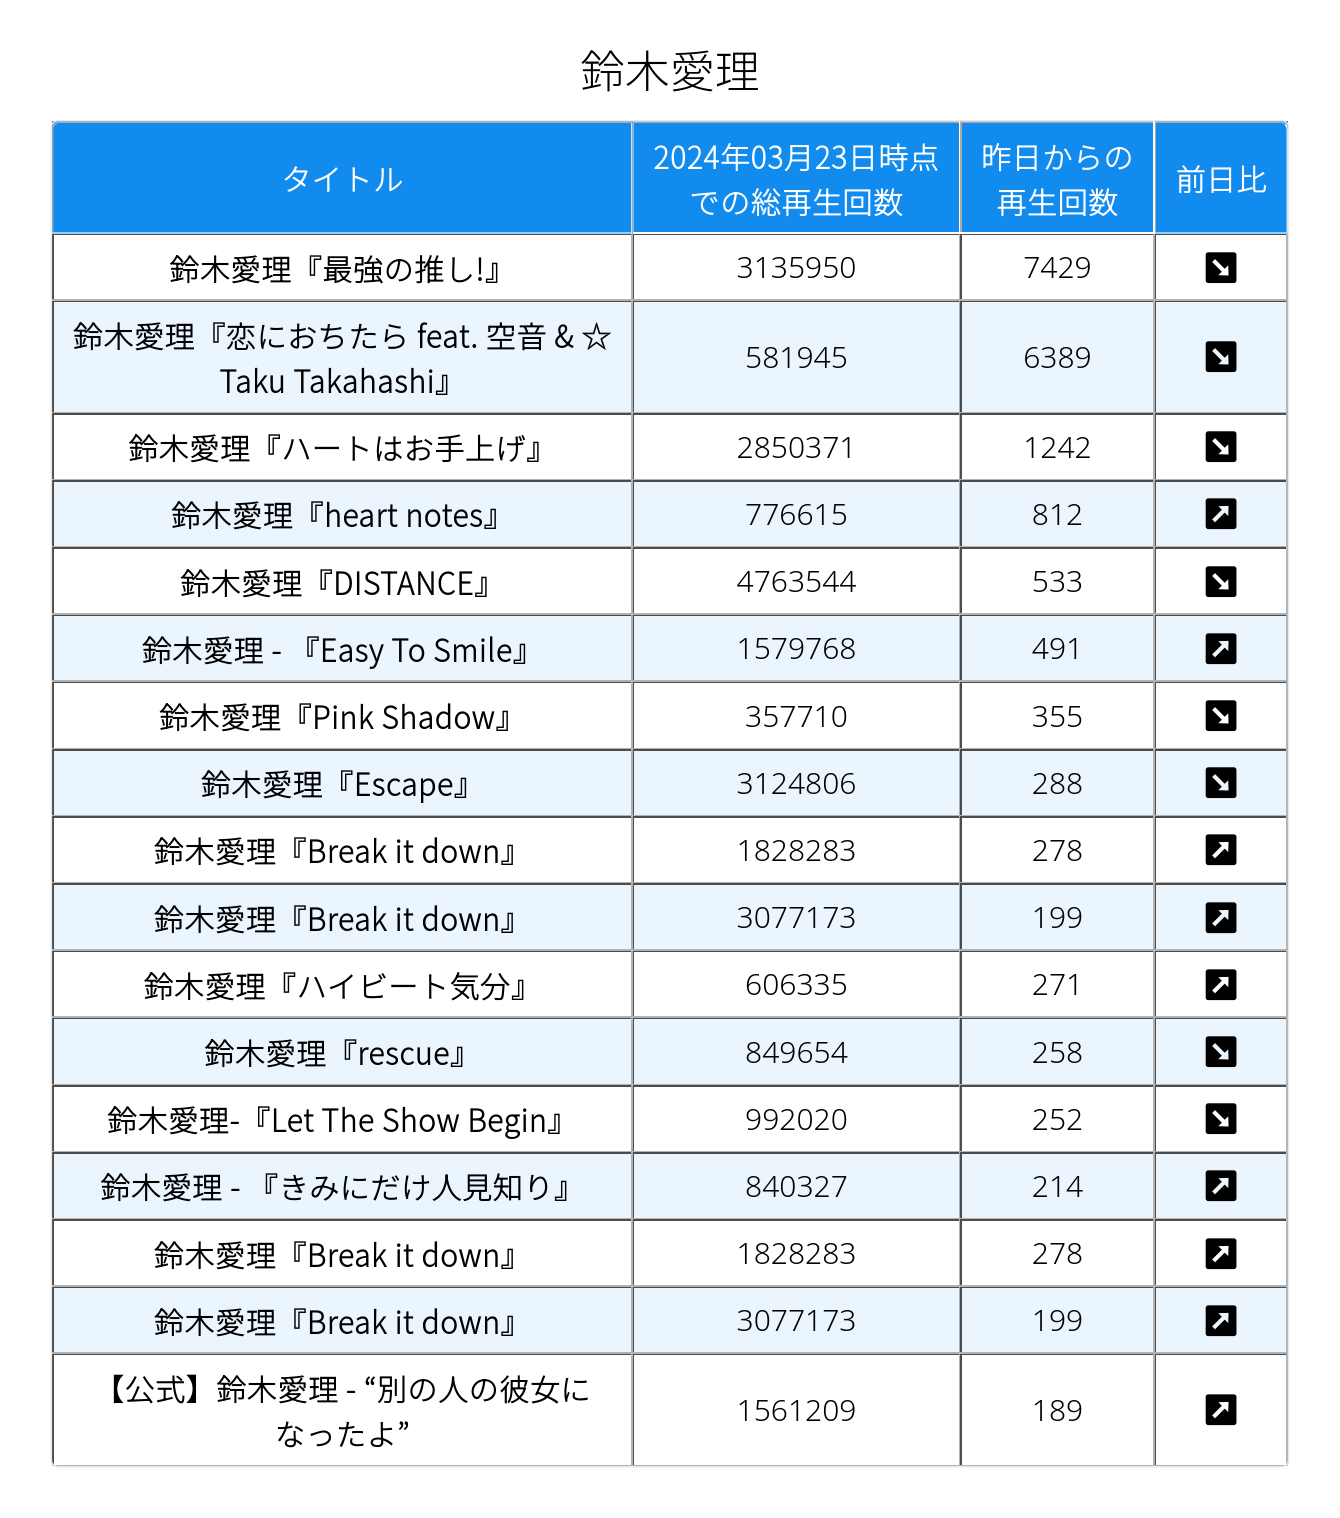 鈴木愛理
タイトル
2024年03月23日時点
での総再生回数
昨日からの
再生回数
前日比
鈴木愛理『最強の推し!』 3135950 7429
鈴木愛理『恋におちたら feat. 空音 & ☆
Taku Takahashi』 581945 6389
鈴木愛理『ハートはお手上げ』 2850371 1242
鈴木愛理『heart notes』 776615 812
鈴木愛理『DISTANCE』 4763544 533
鈴木愛理 - 『Easy To Smile』 1579768 491
鈴木愛理『Pink Shadow』 357710 355
鈴木愛理『Escape』 3124806 288
鈴木愛理『Break it down』 1828283 278
鈴木愛理『Break it down』 3077173 199
鈴木愛理『ハイビート気分』 606335 271
鈴木愛理『rescue』 849654 258
鈴木愛理-『Let The Show Begin』 992020 252
鈴木愛理 - 『きみにだけ人見知り』 840327 214
鈴木愛理『Break it down』 1828283 278
鈴木愛理『Break it down』 3077173 199
【公式】鈴木愛理 - “別の人の彼女に
なったよ” 1561209 189